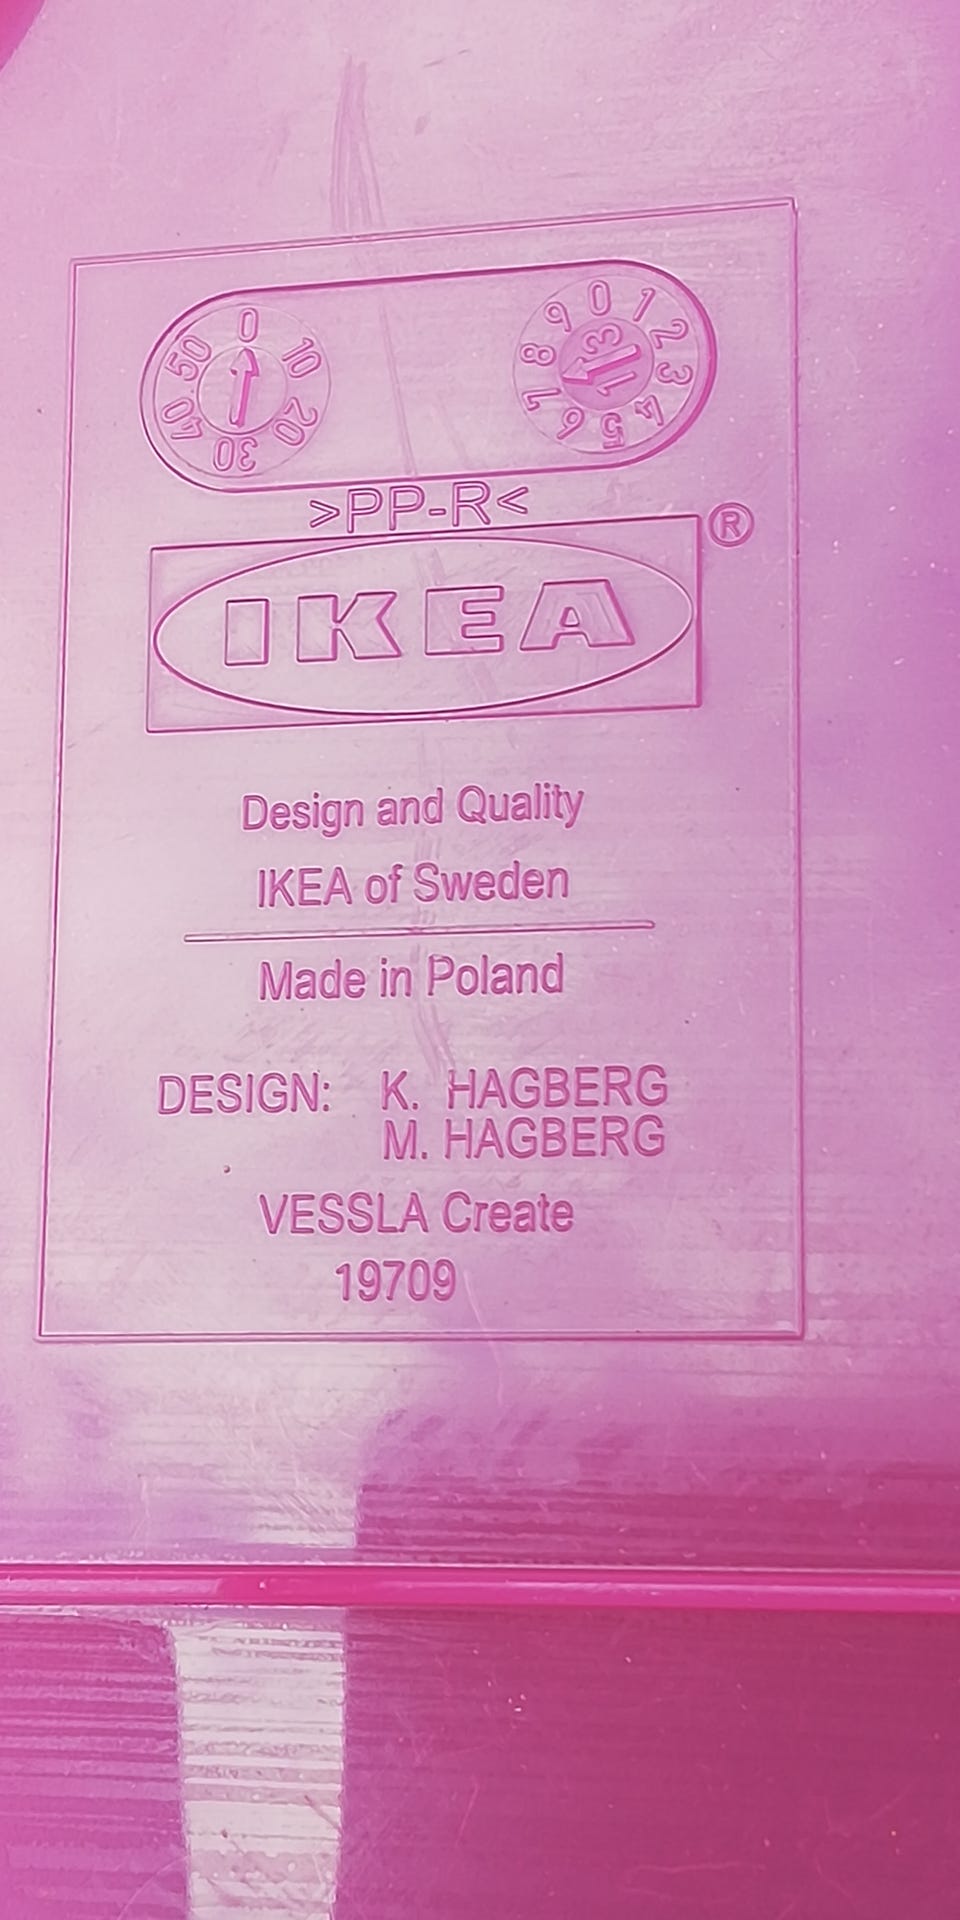 0 10 20 30 40 50
0 1 2 3 4 5 6 7 8 9
13
>PP-R<
IKEA ®
Design and Quality
IKEA of Sweden
Made in Poland
DESIGN: K. HAGBERG
M. HAGBERG
VESSLA Create
19709